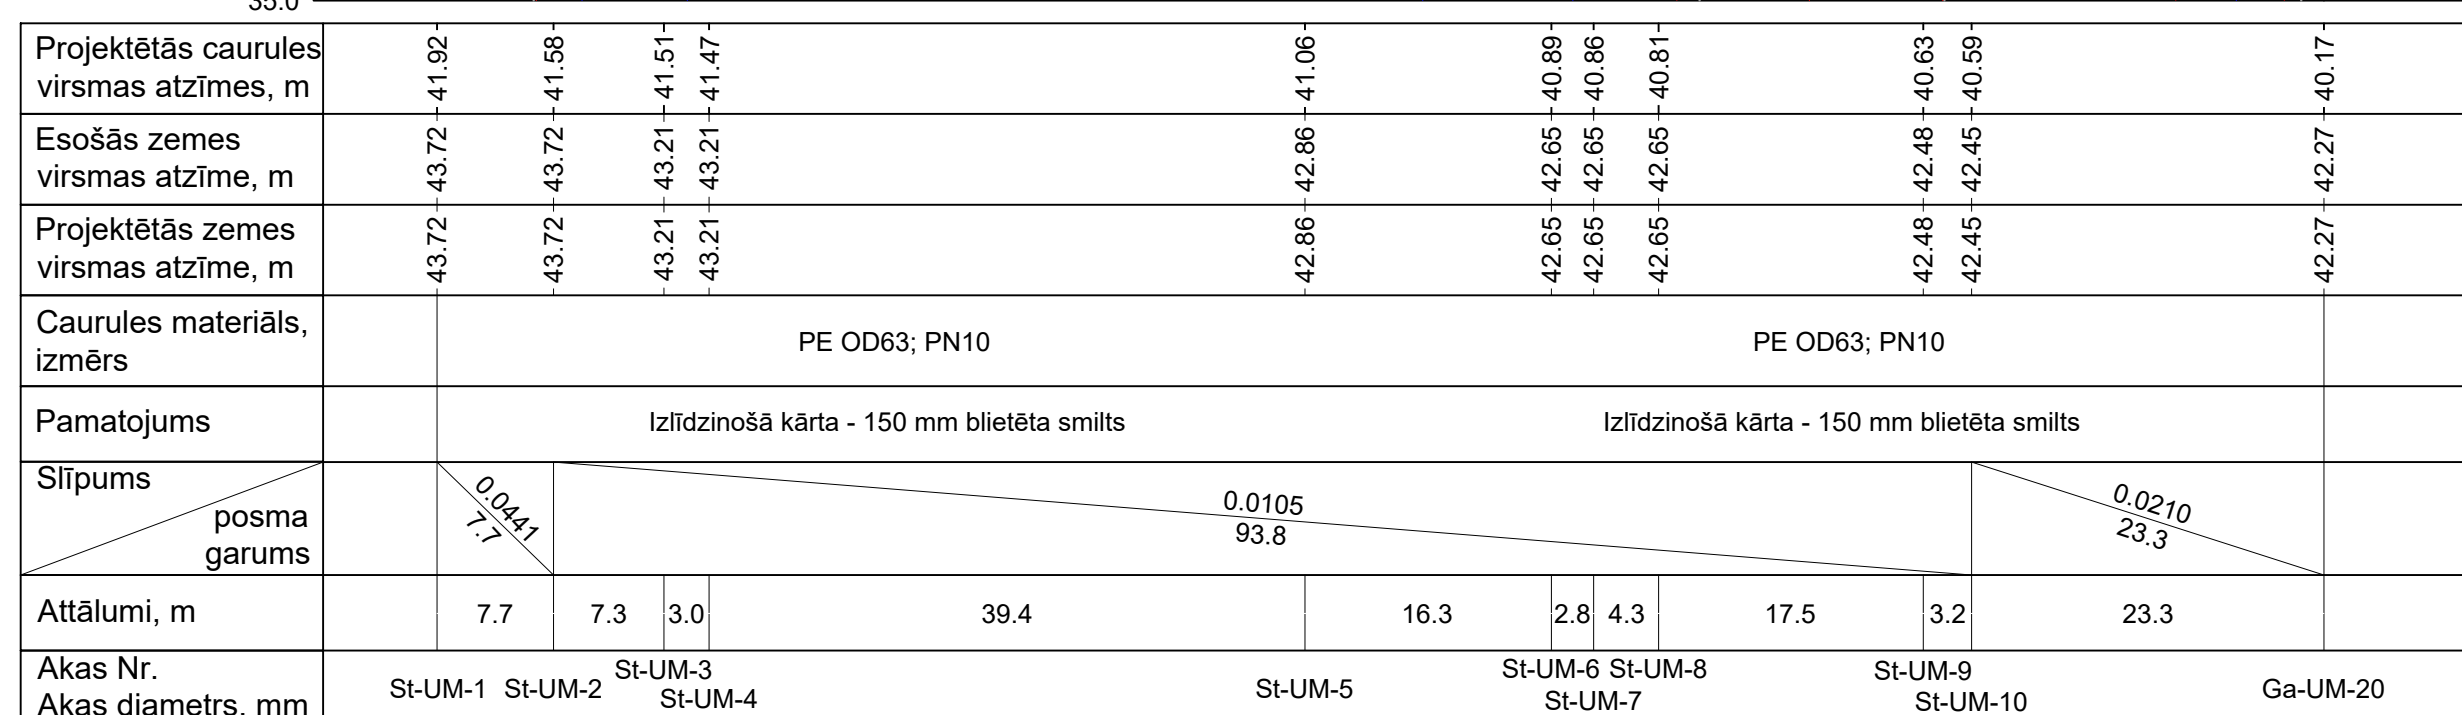 35.0
Projektētās caurules
virsmas atzīmes, m
41.92 41.58 41.51 41.47 41.06 40.89 40.86 40.81 40.63 40.59 40.17
Esošās zemes
virsmas atzīme, m
43.72 43.72 43.21 43.21 42.86 42.65 42.65 42.65 42.48 42.45 42.27
Projektētās zemes
virsmas atzīme, m
43.72 43.72 43.21 43.21 42.86 42.65 42.65 42.65 42.48 42.45 42.27
Caurules materiāls,
izmērs
PE OD63; PN10 PE OD63; PN10
Pamatojums
Izlīdzinošā kārta - 150 mm blietēta smilts Izlīdzinošā kārta - 150 mm blietēta smilts
Slīpums
posma
garums
0.0441 0.0105 0.0210
7.7 93.8 23.3
Attālumi, m
7.7 7.3 3.0 39.4 16.3 2.8 4.3 17.5 3.2 23.3
Akas Nr.
Akas diametrs, mm
St-UM-1 St-UM-2 St-UM-3 St-UM-4 St-UM-5 St-UM-6 St-UM-7 St-UM-8 St-UM-9 St-UM-10 Ga-UM-20